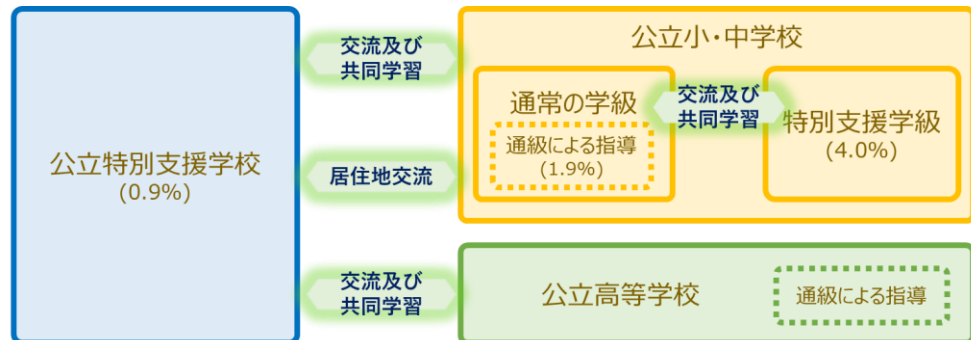 公立特別支援学校
(0.9%)
交流及び
共同学習
居住地交流
交流及び
共同学習
公立小・中学校
通常の学級
通級による指導
(1.9%)
交流及び
共同学習
特別支援学級
(4.0%)
公立高等学校
通級による指導